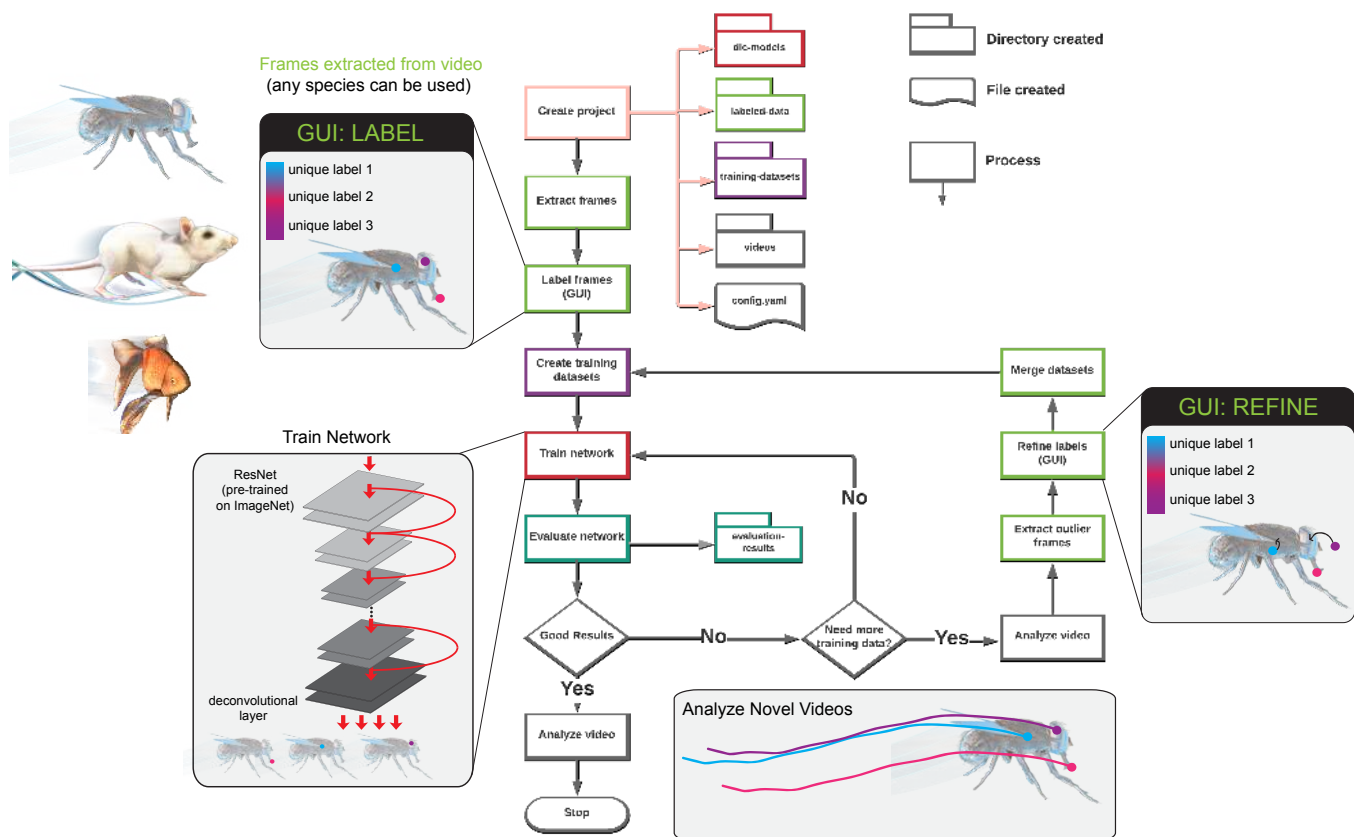 Frames extracted from video
(any species can be used)
GUI: LABEL
unique label 1
unique label 2
unique label 3
Create project
Extract frames
Label frames
(GUI)
Create training
datasets
Train network
Evaluate network
Good Results
Yes
Analyze video
Stop
dlc-models
labeled-data
training-datasets
videos
config.yaml
Directory created
File created
Process
evaluation-
results
No
Need more
training data?
No
Yes
Analyze video
Extract outlier
frames
Refine labels
(GUI)
Merge datasets
GUI: REFINE
unique label 1
unique label 2
unique label 3
Train Network
ResNet
(pre-trained
on ImageNet)
deconvolutional
layer
Analyze Novel Videos